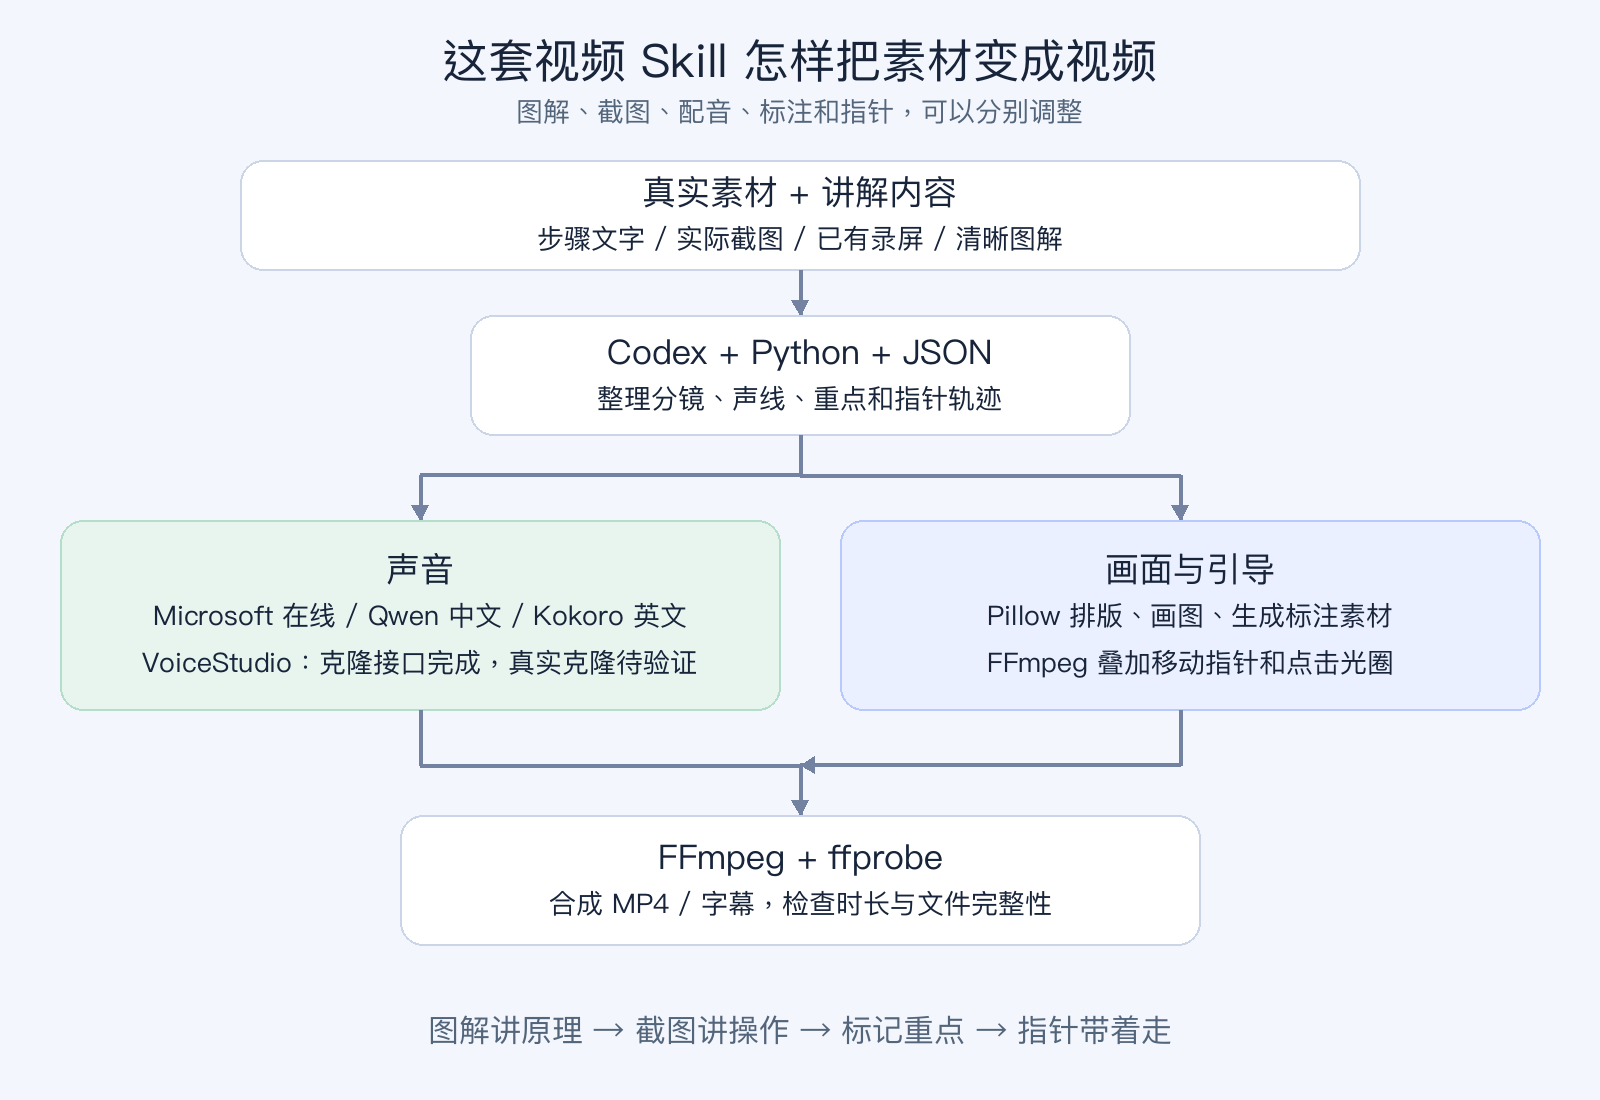 这套视频 Skill 怎样把素材变成视频
图解、截图、配音、标注和指针，可以分别调整
真实素材 + 讲解内容
步骤文字 / 实际截图 / 已有录屏 / 清晰图解
Codex + Python + JSON
整理分镜、声线、重点和指针轨迹
声音
Microsoft 在线 / Qwen 中文 / Kokoro 英文
VoiceStudio：克隆接口完成，真实克隆待验证
画面与引导
Pillow 排版、画图、生成标注素材
FFmpeg 叠加移动指针和点击光圈
FFmpeg + ffprobe
合成 MP4 / 字幕，检查时长与文件完整性
图解讲原理 → 截图讲操作 → 标记重点 → 指针带着走